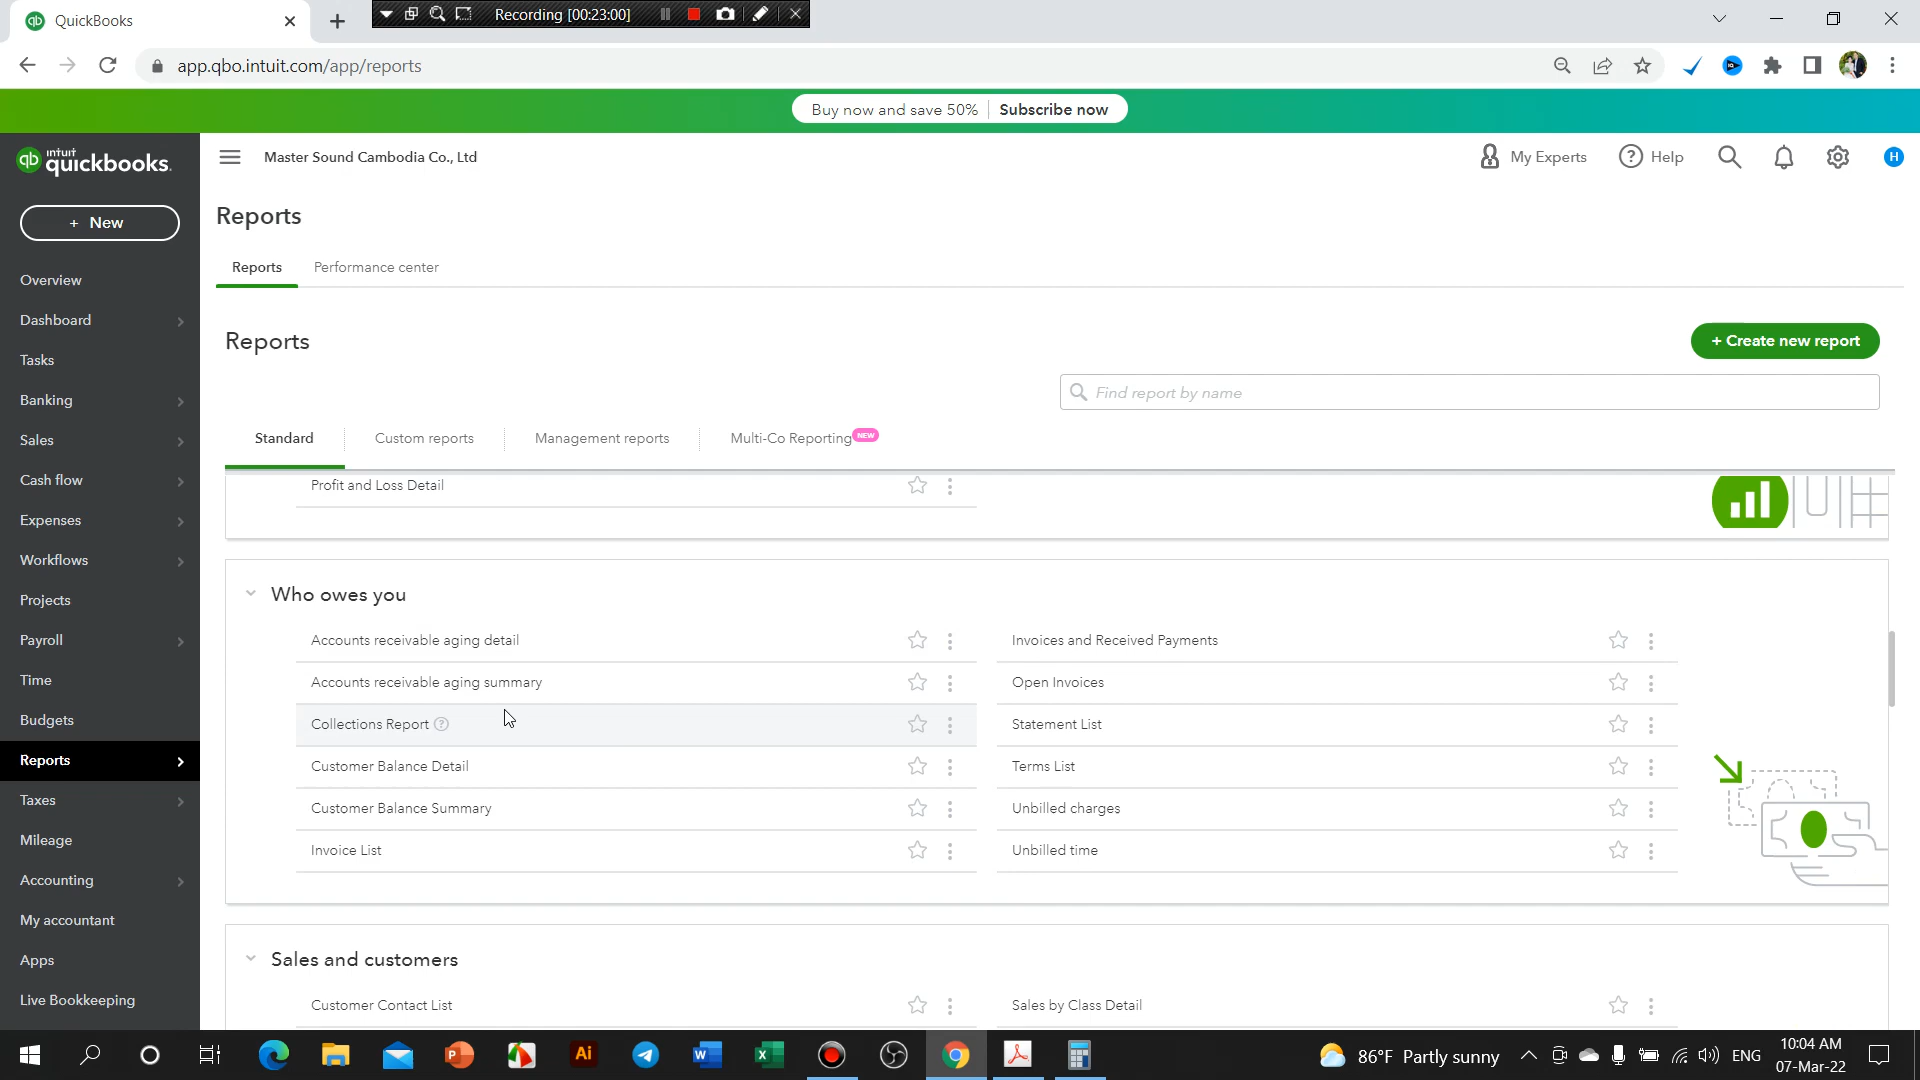 QuickBooks
Recording [00:23:00]
app.qbo.intuit.com/app/reports
Buy now and save 50% Subscribe now
intuit quickbooks.
Master Sound Cambodia Co., Ltd
My Experts
Help
H
+ New
Overview
Dashboard
Tasks
Banking
Sales
Cash flow
Expenses
Workflows
Projects
Payroll
Time
Budgets
Reports
Taxes
Mileage
Accounting
My accountant
Apps
Live Bookkeeping
Reports
Reports Performance center
Reports
+ Create new report
Find report by name
Standard Custom reports Management reports Multi-Co Reporting NEW
Profit and Loss Detail
Who owes you
Accounts receivable aging detail
Accounts receivable aging summary
Collections Report
Customer Balance Detail
Customer Balance Summary
Invoice List
Invoices and Received Payments
Open Invoices
Statement List
Terms List
Unbilled charges
Unbilled time
Sales and customers
Customer Contact List
Sales by Class Detail
86°F Partly sunny
ENG
10:04 AM
07-Mar-22